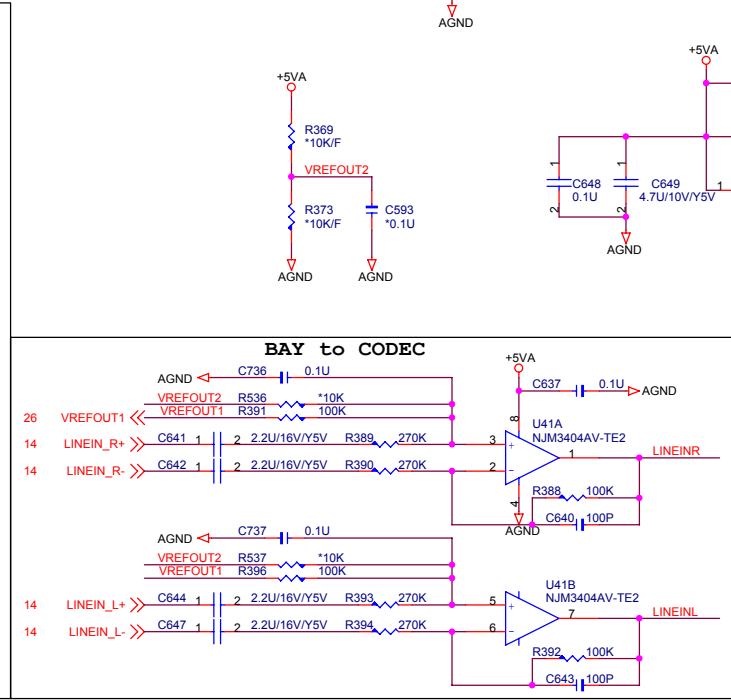 AGND
+5VA
R369
*10K/F
VREFOUT2
R373
*10K/F
C593
*0.1U
AGND
AGND
+5VA
1
1
C648
0.1U
C649
4.7U/10V/Y5V
2
2
1
AGND
BAY to CODEC
AGND
C736
0.1U
VREFOUT2
R536
*10K
26
VREFOUT1
VREFOUT1
R391
100K
14
LINEIN_R+
C641
1
2
2.2U/16V/Y5V
R389
270K
14
LINEIN_R-
C642
1
2
2.2U/16V/Y5V
R390
270K
+5VA
C637
0.1U
AGND
8
U41A
NJM3404AV-TE2
3
+
2
-
1
LINEINR
4
AGND
R388
100K
C640
100P
AGND
C737
0.1U
VREFOUT2
R537
*10K
VREFOUT1
R396
100K
14
LINEIN_L+
C644
1
2
2.2U/16V/Y5V
R393
270K
14
LINEIN_L-
C647
1
2
2.2U/16V/Y5V
R394
270K
U41B
NJM3404AV-TE2
5
+
6
-
7
LINEINL
R392
100K
C643
100P